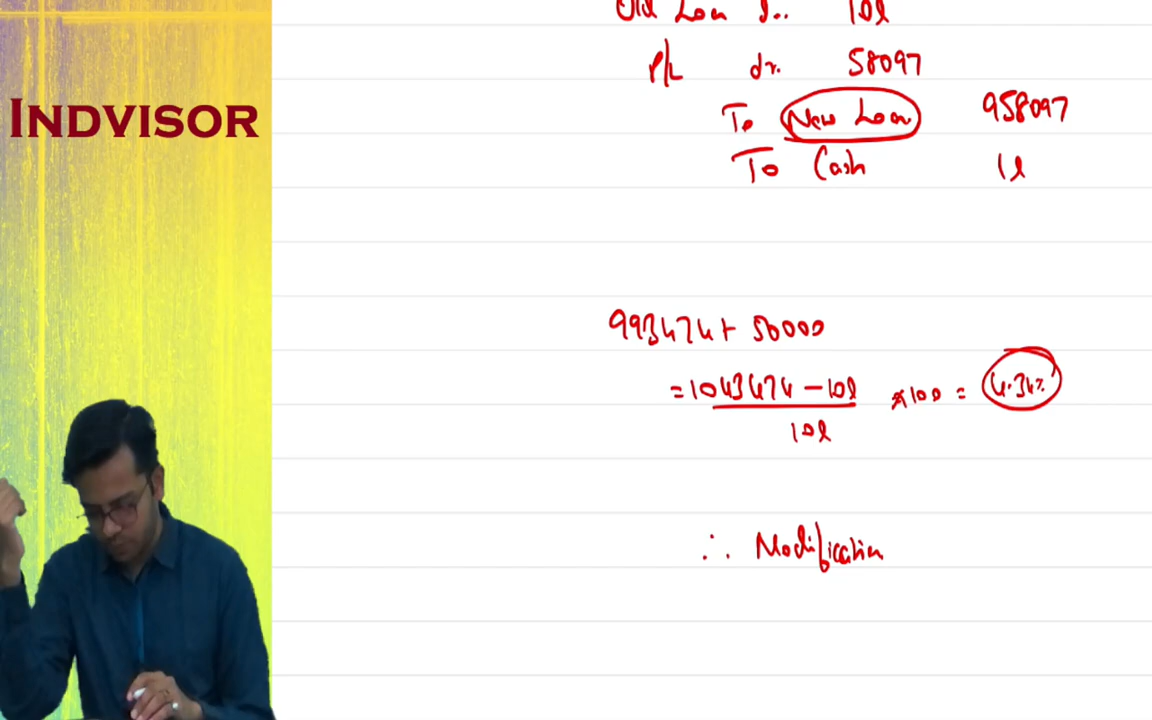 INDVISOR
Old Loan Dr. 10l
P/L dr. 58097
To New Loan 958097
To Cash 1l
993474 + 50000
= 1043474 - 10l
10l
*100 = 4.34%
∴ Modification